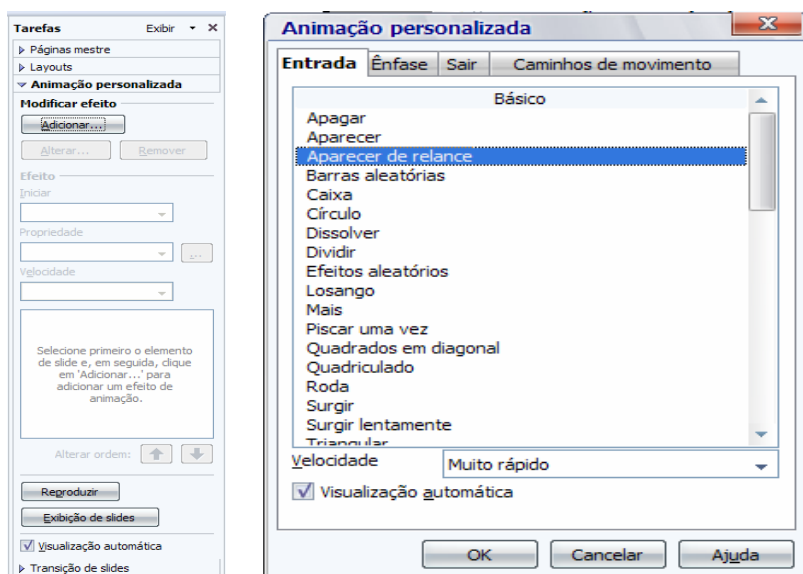 Tarefas Exibir
Páginas mestre
Layouts
Animação personalizada
Modificar efeito
Adicionar...
Alterar... Remover
Efeito
Iniciar
Propriedade
...
Velocidade
Selecione primeiro o elemento
de slide e, em seguida, clique
em 'Adicionar...' para
adicionar um efeito de
animação.
Alterar ordem:
Reproduzir
Exibição de slides
Visualização automática
Transição de slides
Animação personalizada
Entrada Ênfase Sair Caminhos de movimento
Básico
Apagar
Aparecer
Aparecer de relance
Barras aleatórias
Caixa
Círculo
Dissolver
Dividir
Efeitos aleatórios
Losango
Mais
Piscar uma vez
Quadrados em diagonal
Quadriculado
Roda
Surgir
Surgir lentamente
Triangular
Velocidade Muito rápido
Visualização automática
OK Cancelar Ajuda